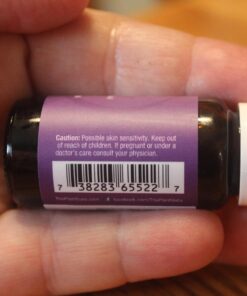 Caution: Possible skin sensitivity. Keep out
of reach of children. If pregnant or under a
doctor's care consult your physician.
7 38283 65522 7